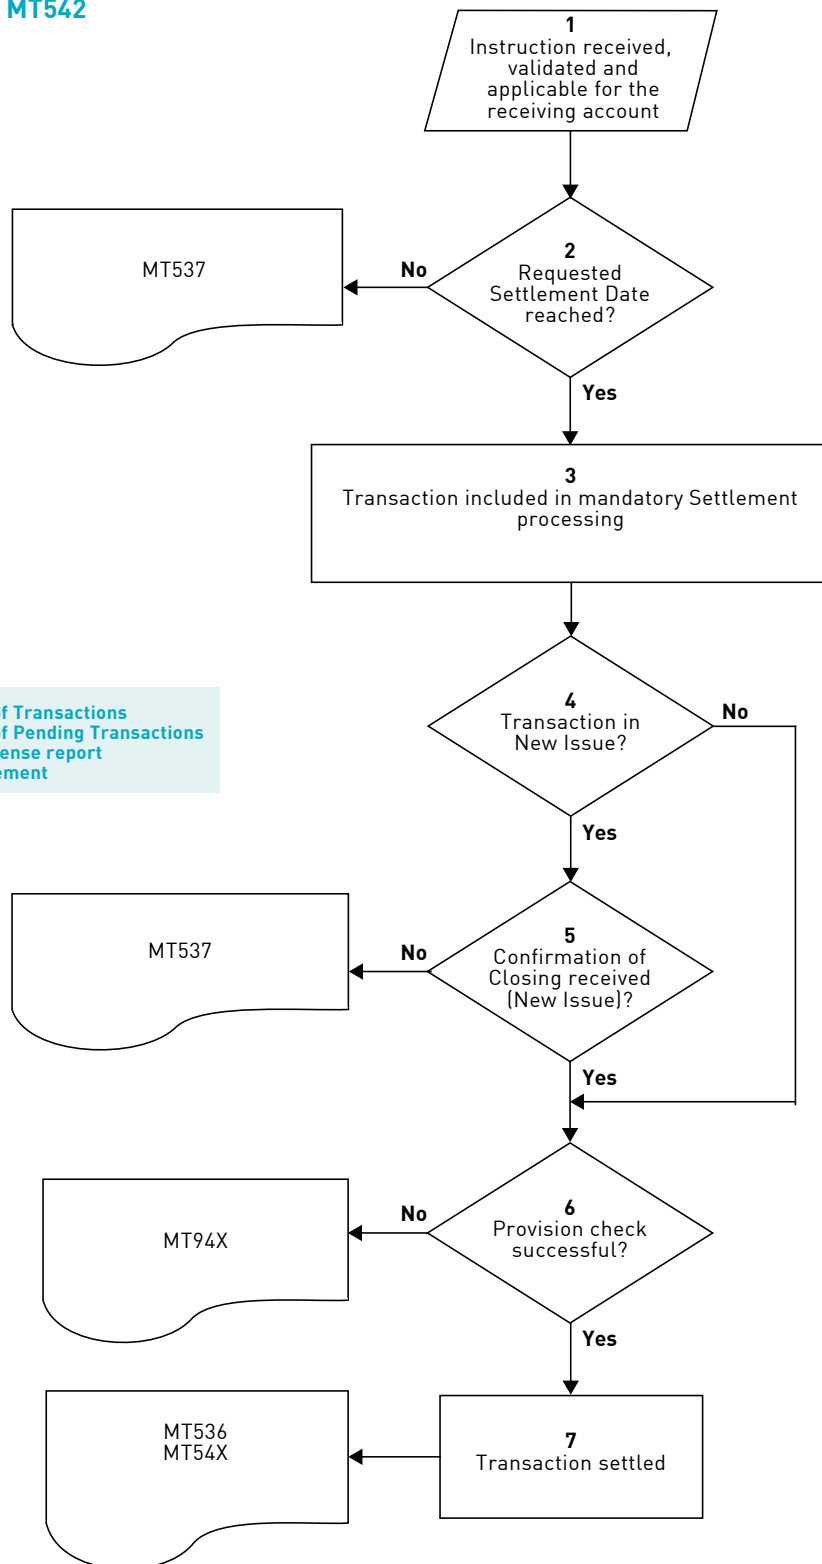 MT542
1
Instruction received,
validated and
applicable for the
receiving account
2
Requested
Settlement Date
reached?
No
MT537
Yes
3
Transaction included in mandatory Settlement
processing
4
Transaction in
New Issue?
No
of Transactions
of Pending Transactions
report
Yes
5
Confirmation of
Closing received
(New Issue)?
No
MT537
Yes
6
Provision check
successful?
No
MT94X
Yes
7
Transaction settled
MT536
MT54X